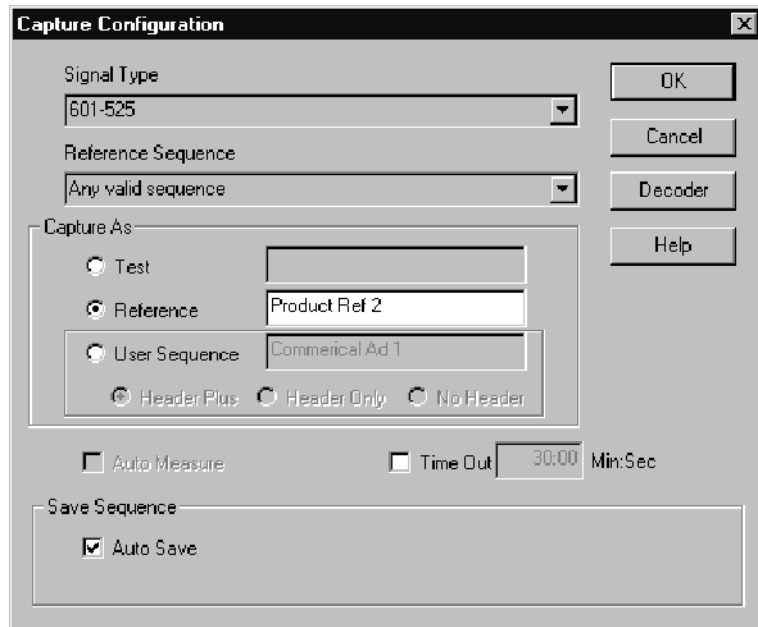 Capture Configuration
Signal Type
OK
601-525
Cancel
Reference Sequence
Any valid sequence
Decoder
Capture As
Help
Test
Reference
Product Ref 2
User Sequence
Commerical Ad 1
Header Plus
Header Only
No Header
Auto Measure
Time Out
30:00
Min:Sec
Save Sequence
Auto Save